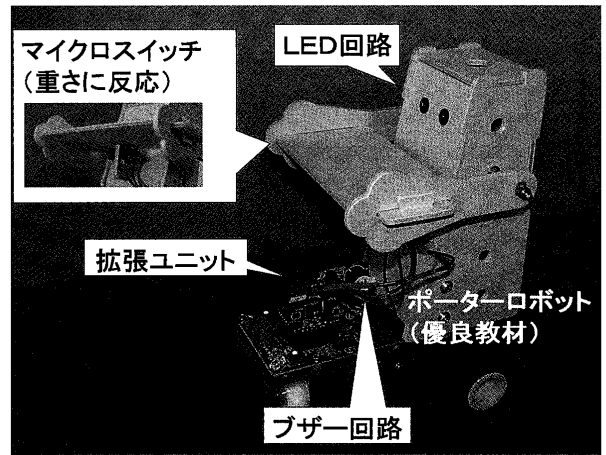 マイクロスイッチ
（重さに反応）
ＬＥＤ回路
拡張ユニット
ポーターロボット
（優良教材）
ブザー回路